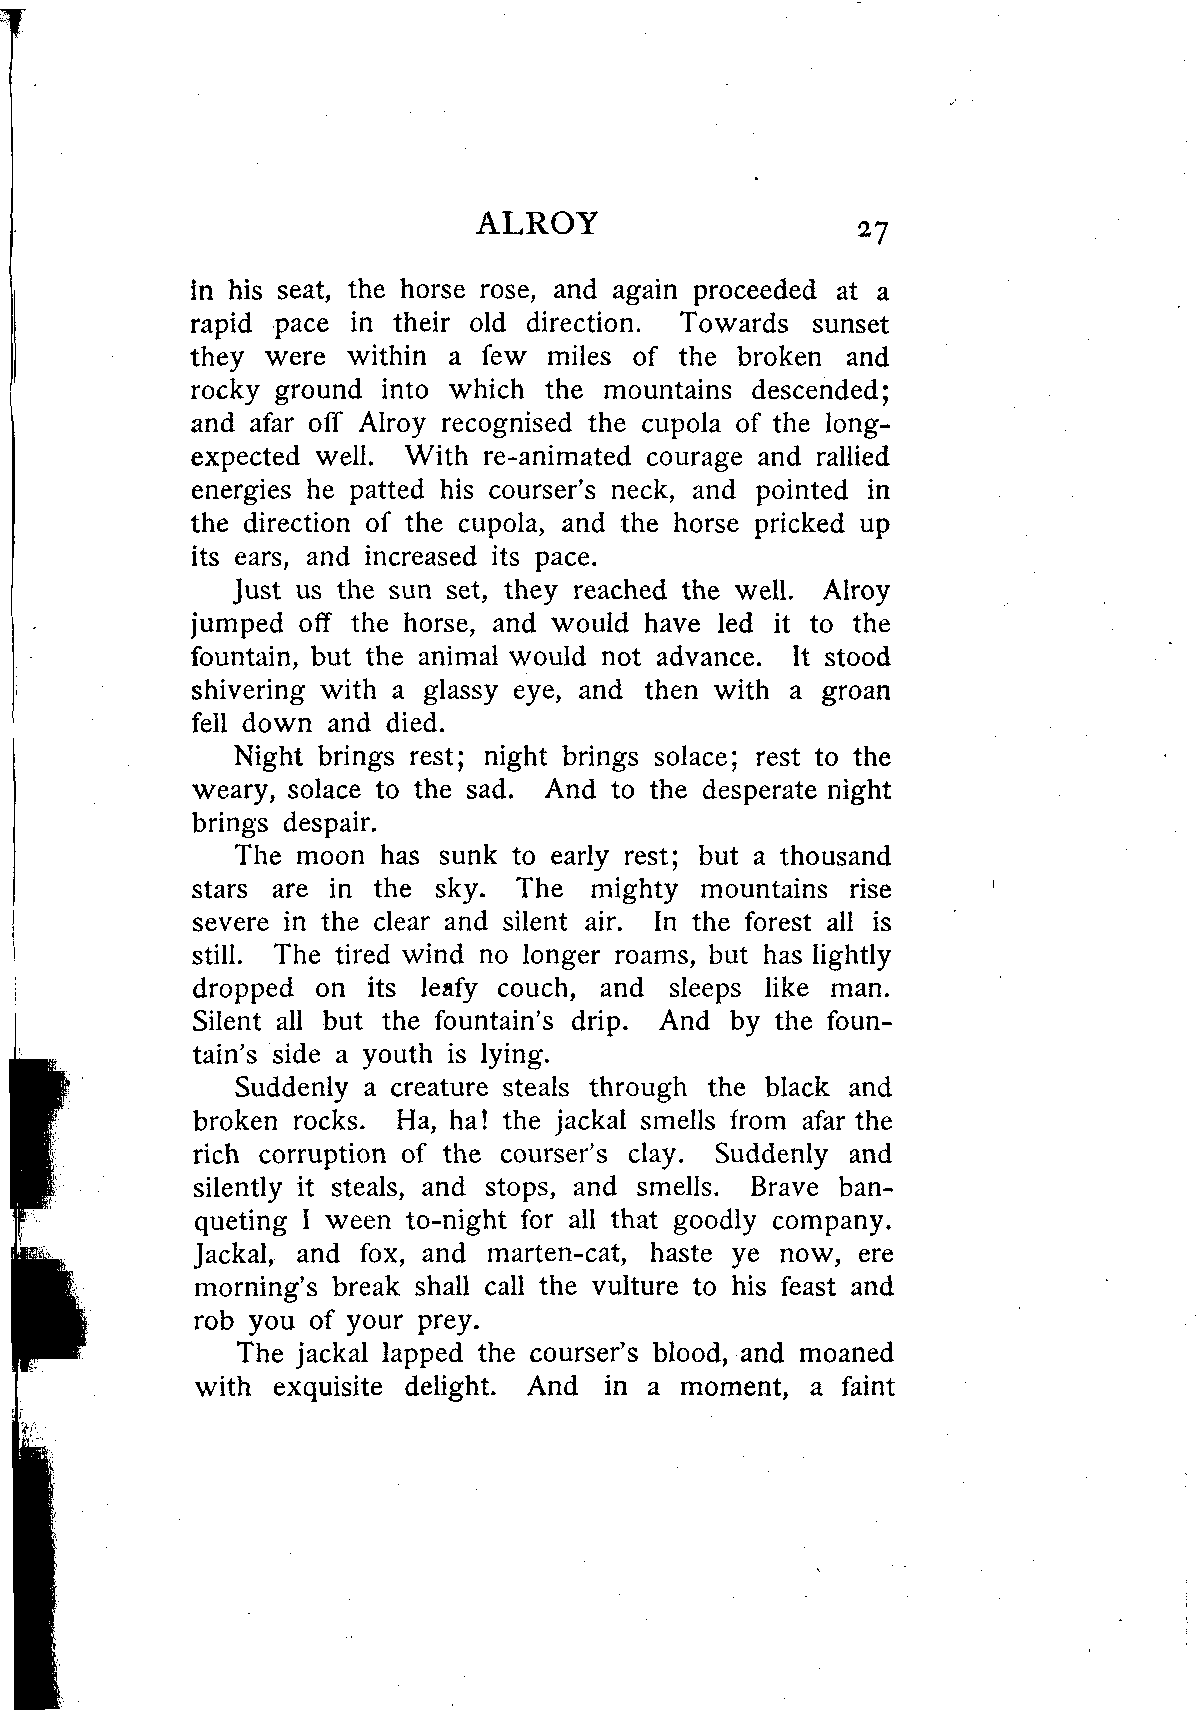 ALROY 27
in his seat, the horse rose, and again proceeded at a
rapid pace in their old direction. Towards sunset
they were within a few miles of the broken and
rocky ground into which the mountains descended;
and afar off Alroy recognised the cupola of the long-
expected well. With re-animated courage and rallied
energies he patted his courser's neck, and pointed in
the direction of the cupola, and the horse pricked up
its ears, and increased its pace.
Just us the sun set, they reached the well. Alroy
jumped off the horse, and would have led it to the
fountain, but the animal would not advance. It stood
shivering with a glassy eye, and then with a groan
fell down and died.
Night brings rest; night brings solace; rest to the
weary, solace to the sad. And to the desperate night
brings despair.
The moon has sunk to early rest; but a thousand
stars are in the sky. The mighty mountains rise
severe in the clear and silent air. In the forest all is
still. The tired wind no longer roams, but has lightly
dropped on its leafy couch, and sleeps like man.
Silent all but the fountain's drip. And by the foun-
tain's side a youth is lying.
Suddenly a creature steals through the black and
broken rocks. Ha, ha! the jackal smells from afar the
rich corruption of the courser's clay. Suddenly and
silently it steals, and stops, and smells. Brave ban-
queting I ween to-night for all that goodly company.
Jackal, and fox, and marten-cat, haste ye now, ere
morning's break shall call the vulture to his feast and
rob you of your prey.
The jackal lapped the courser's blood, and moaned
with exquisite delight. And in a moment, a faint